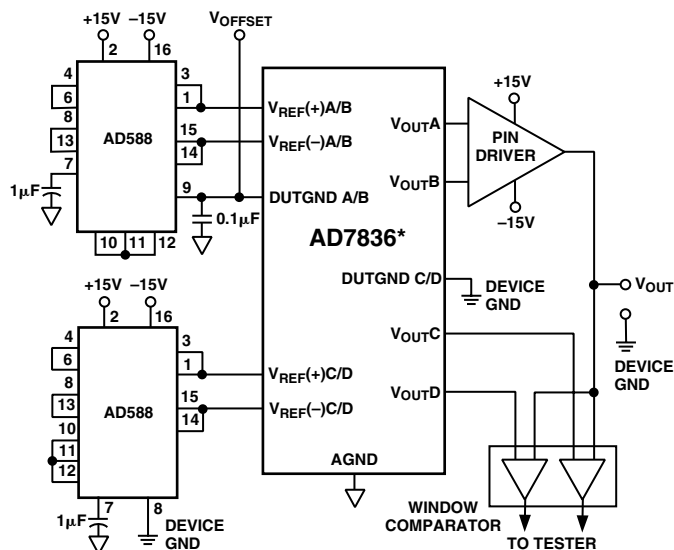 +15V –15V VOFFSET
2 16
4 3
6 1 VREF(+)A/B
8 AD588
13 15 VREF(–)A/B
14
7
1µF 9 DUTGND A/B
0.1µF
10 11 12
AD7836*
VOUTA
VOUTB
+15V
PIN
DRIVER
–15V
DUTGND C/D
DEVICE
GND
VOUT
DEVICE
GND
VOUTC
VOUTD
+15V –15V
2 16
4 3
6 1 VREF(+)C/D
8 AD588
13 15 VREF(–)C/D
10 14
11
12
7 8
1µF DEVICE
GND
AGND
WINDOW
COMPARATOR
TO TESTER